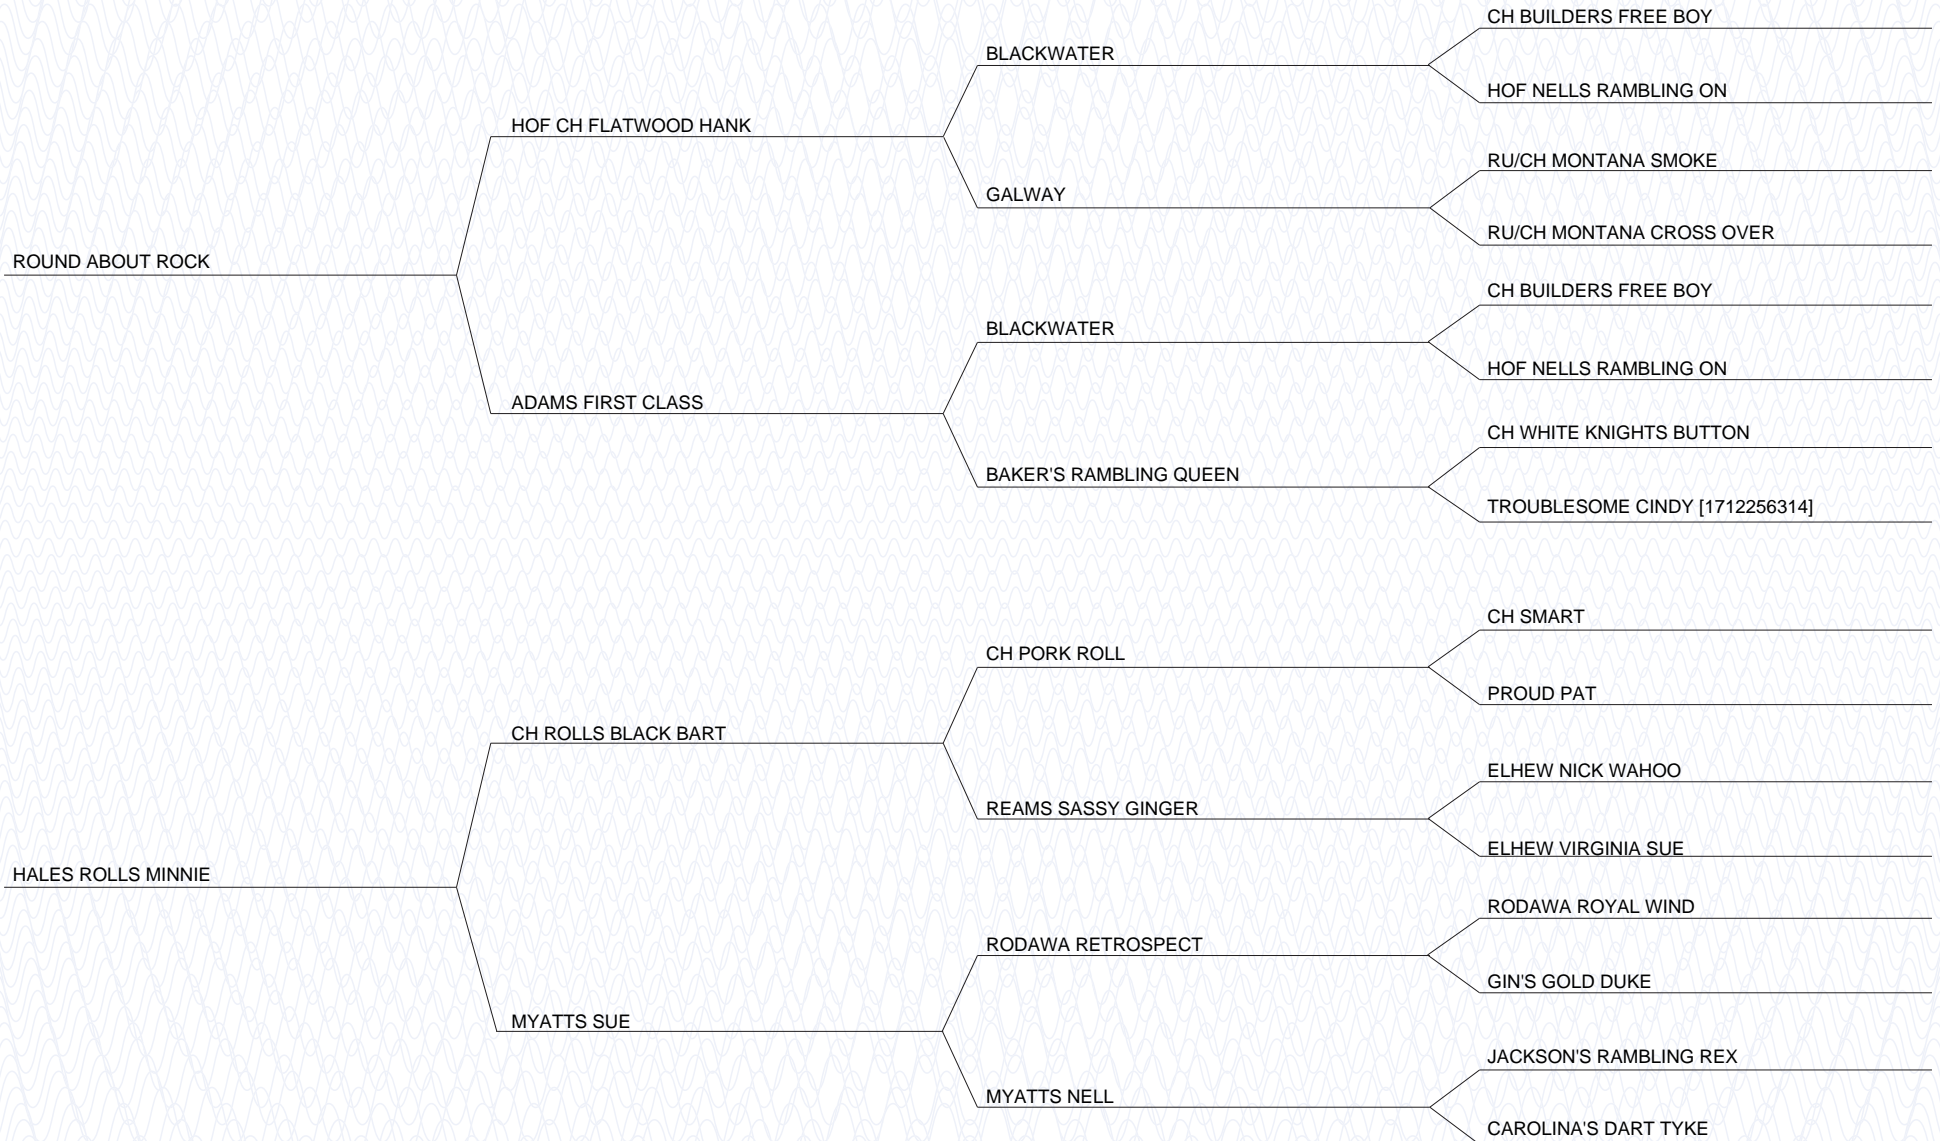 CH BUILDERS FREE BOY
BLACKWATER
HOF NELLS RAMBLING ON
HOF CH FLATWOOD HANK
RU/CH MONTANA SMOKE
GALWAY
RU/CH MONTANA CROSS OVER
ROUND ABOUT ROCK
CH BUILDERS FREE BOY
BLACKWATER
HOF NELLS RAMBLING ON
ADAMS FIRST CLASS
CH WHITE KNIGHTS BUTTON
BAKER'S RAMBLING QUEEN
TROUBLESOME CINDY [1712256314]
CH SMART
CH PORK ROLL
PROUD PAT
CH ROLLS BLACK BART
ELHEW NICK WAHOO
REAMS SASSY GINGER
ELHEW VIRGINIA SUE
HALES ROLLS MINNIE
RODAWA ROYAL WIND
RODAWA RETROSPECT
GIN'S GOLD DUKE
MYATTS SUE
JACKSON'S RAMBLING REX
MYATTS NELL
CAROLINA'S DART TYKE